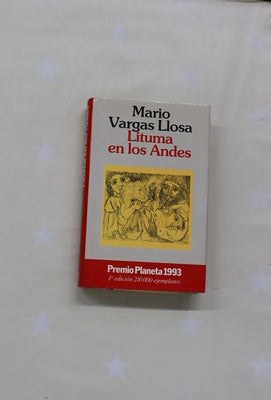 Mario
Vargas Llosa
Lituma
en los Andes
Premio Planeta 1993
1ª edición 210 000 ejemplares